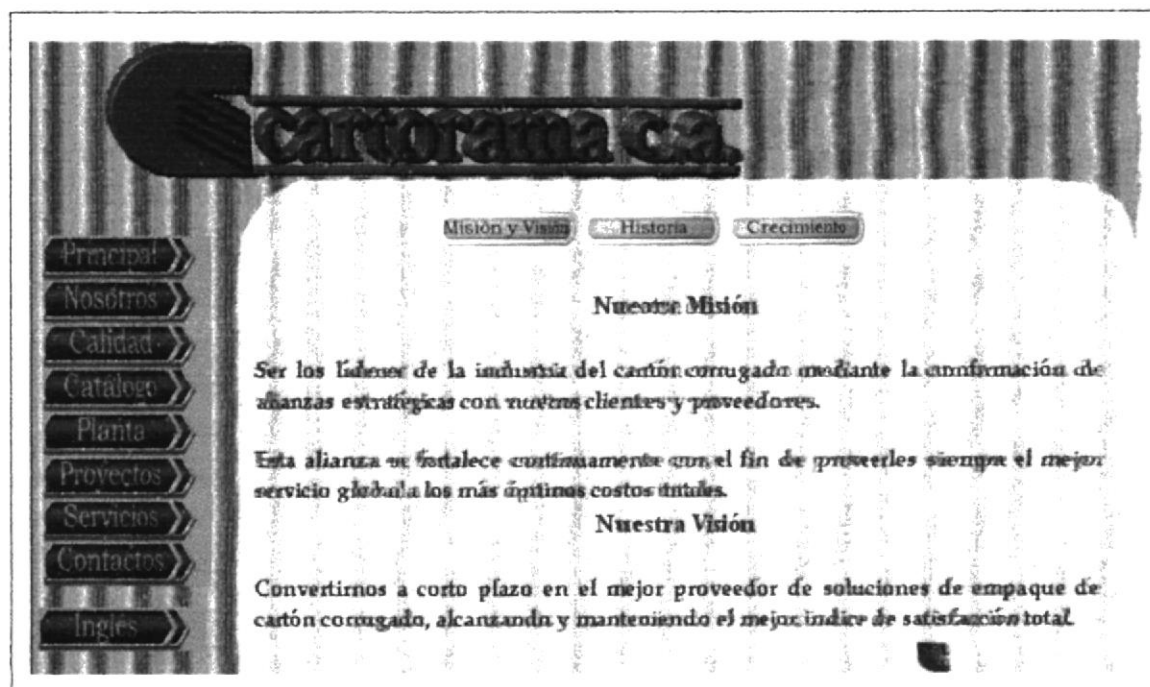 cartorama c.a.
Misión y Visión
Historia
Crecimiento
Principal
Nosotros
Calidad
Catálogo
Planta
Proyectos
Servicios
Contactos
Inglés
Nuestra Misión
Ser los líderes de la industria del cartón corrugado mediante la confirmación de
alianzas estratégicas con nuestros clientes y proveedores.
Esta alianza se fortalece continuamente con el fin de proveerles siempre el mejor
servicio global a los más óptimos costos totales.
Nuestra Visión
Convertirnos a corto plazo en el mejor proveedor de soluciones de empaque de
cartón corrugado, alcanzando y manteniendo el mejor índice de satisfacción total.